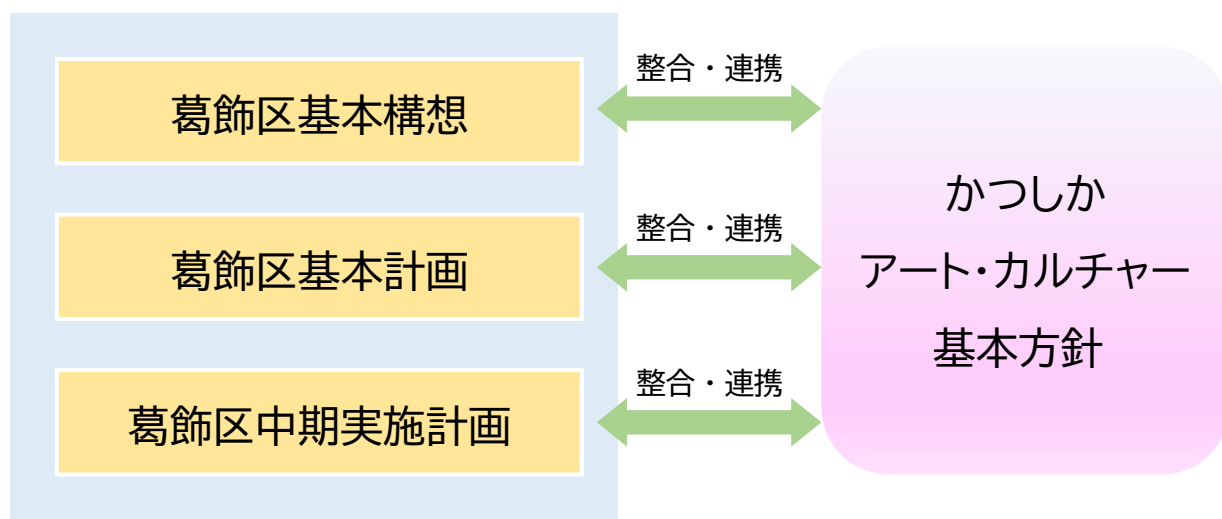 葛飾区基本構想
整合・連携
葛飾区基本計画
整合・連携
葛飾区中期実施計画
整合・連携
かつしか
アート・カルチャー
基本方針